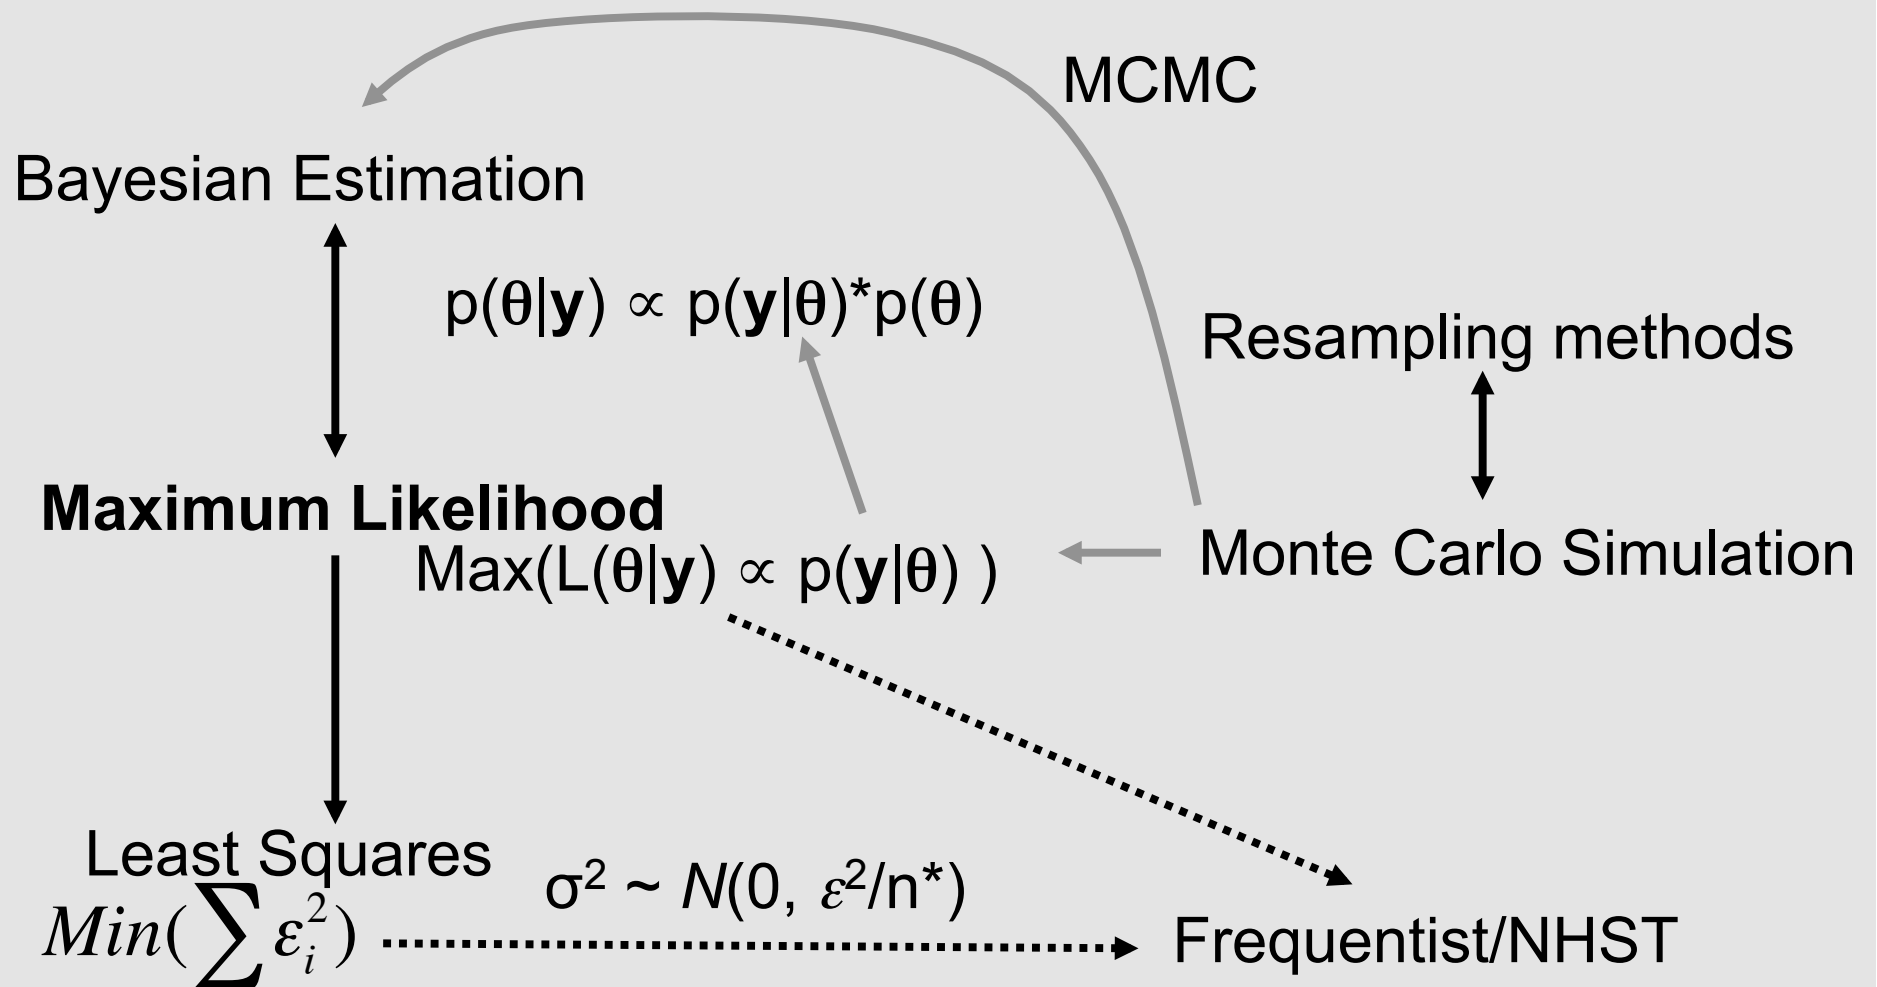 MCMC
Bayesian Estimation
p(θ|y) ∝ p(y|θ)*p(θ)
Resampling methods
Maximum Likelihood
Max(L(θ|y) ∝ p(y|θ) )
Monte Carlo Simulation
Least Squares
Min(∑ εᵢ²)
σ² ~ N(0, ε²/n*)
Frequentist/NHST